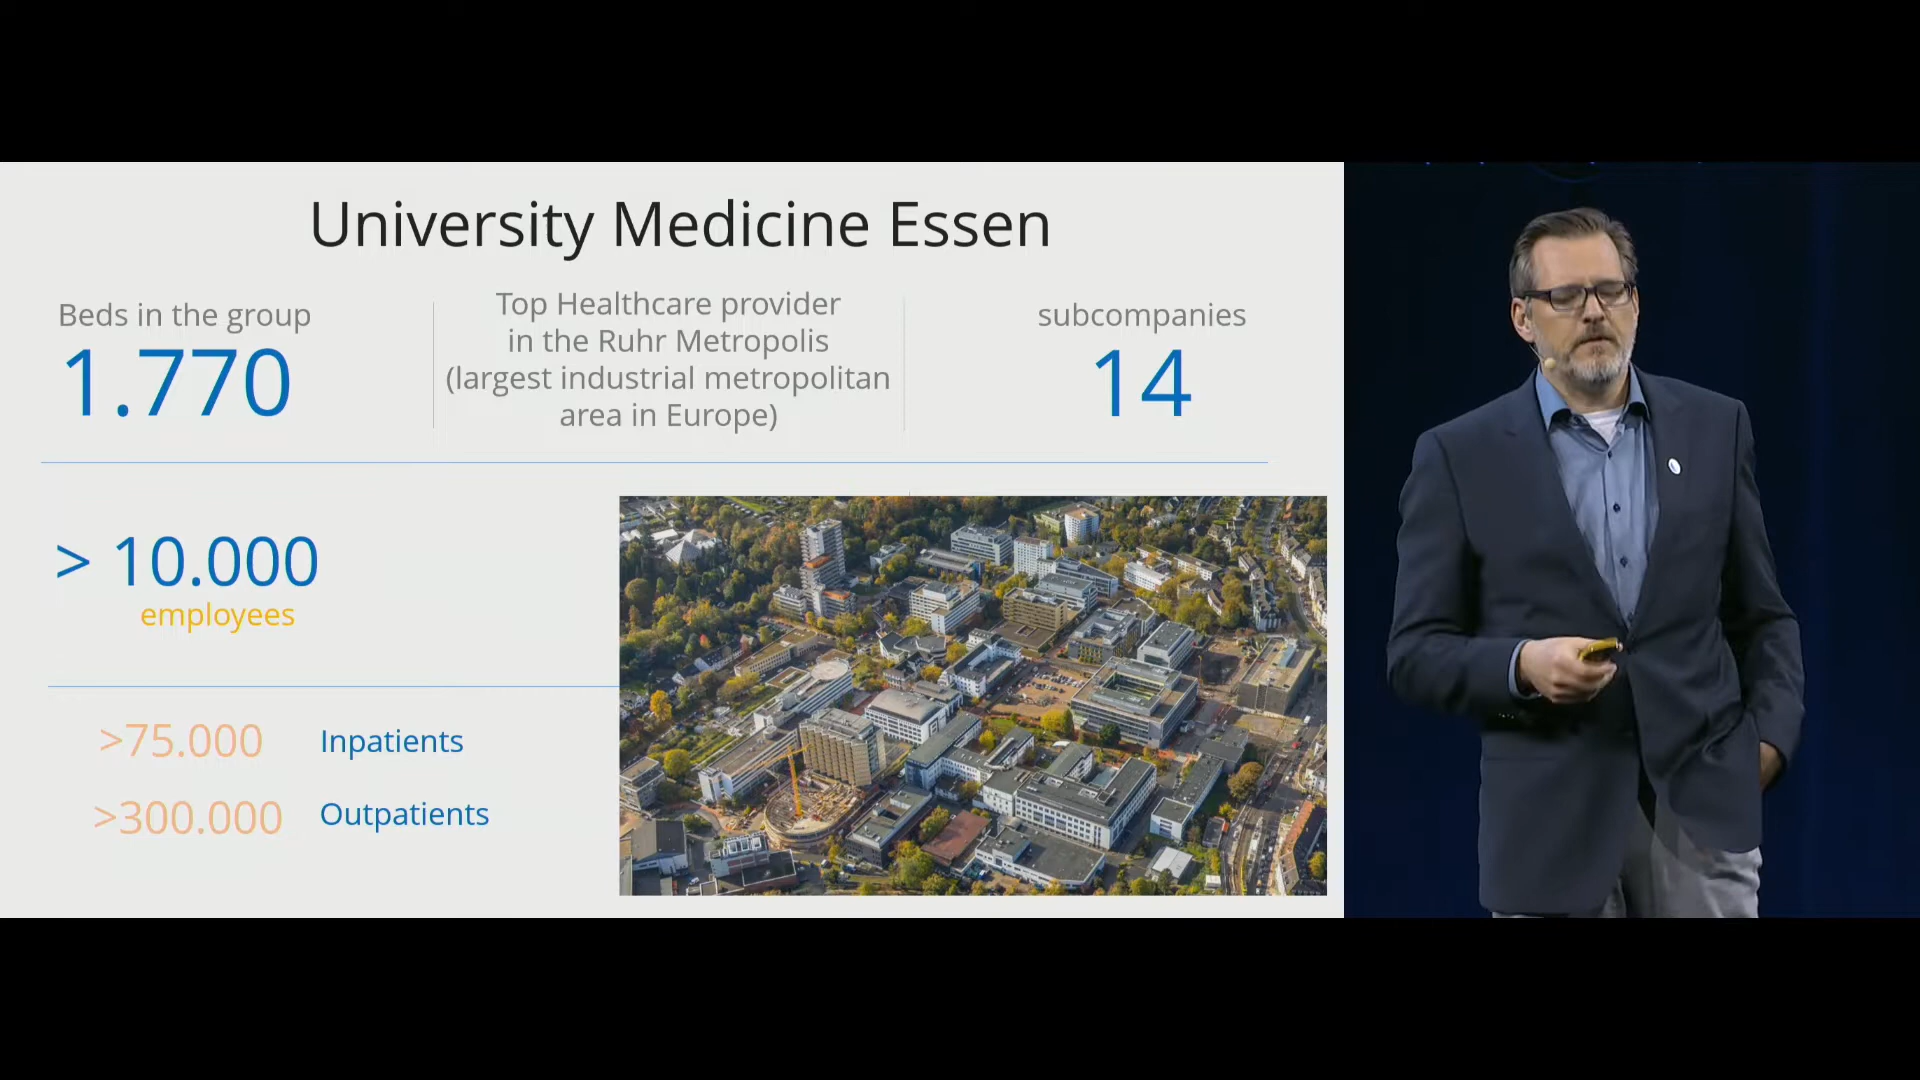 University Medicine Essen
Beds in the group
1.770
Top Healthcare provider
in the Ruhr Metropolis
(largest industrial metropolitan
area in Europe)
subcompanies
14
> 10.000
employees
>75.000 Inpatients
>300.000 Outpatients